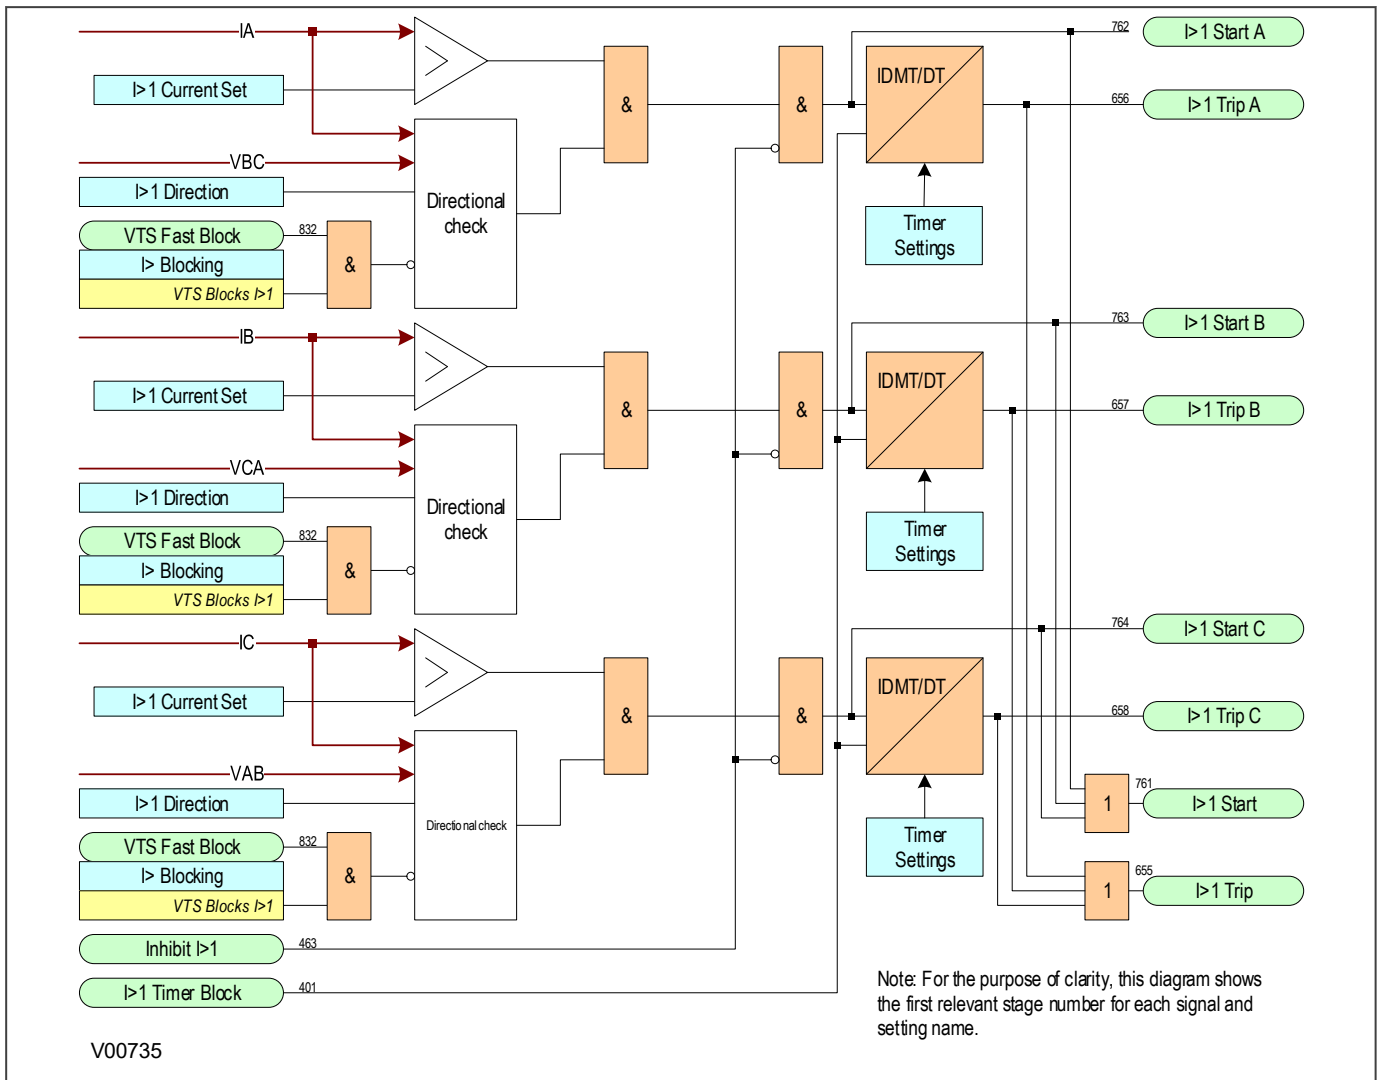 IA
762
I>1 Start A
I>1 Current Set
&
&
IDMT/DT
656
I>1 Trip A
VBC
I>1 Direction
Directional
check
Timer
Settings
VTS Fast Block
832
I> Blocking
&
VTS Blocks I>1
IB
763
I>1 Start B
I>1 Current Set
&
&
IDMT/DT
657
I>1 Trip B
VCA
I>1 Direction
Directional
check
Timer
Settings
VTS Fast Block
832
I> Blocking
&
VTS Blocks I>1
IC
764
I>1 Start C
I>1 Current Set
&
&
IDMT/DT
658
I>1 Trip C
VAB
I>1 Direction
Directional check
Timer
Settings
1
761
I>1 Start
VTS Fast Block
832
I> Blocking
&
VTS Blocks I>1
1
655
I>1 Trip
Inhibit I>1
463
I>1 Timer Block
401
Note: For the purpose of clarity, this diagram shows
the first relevant stage number for each signal and
setting name.
V00735